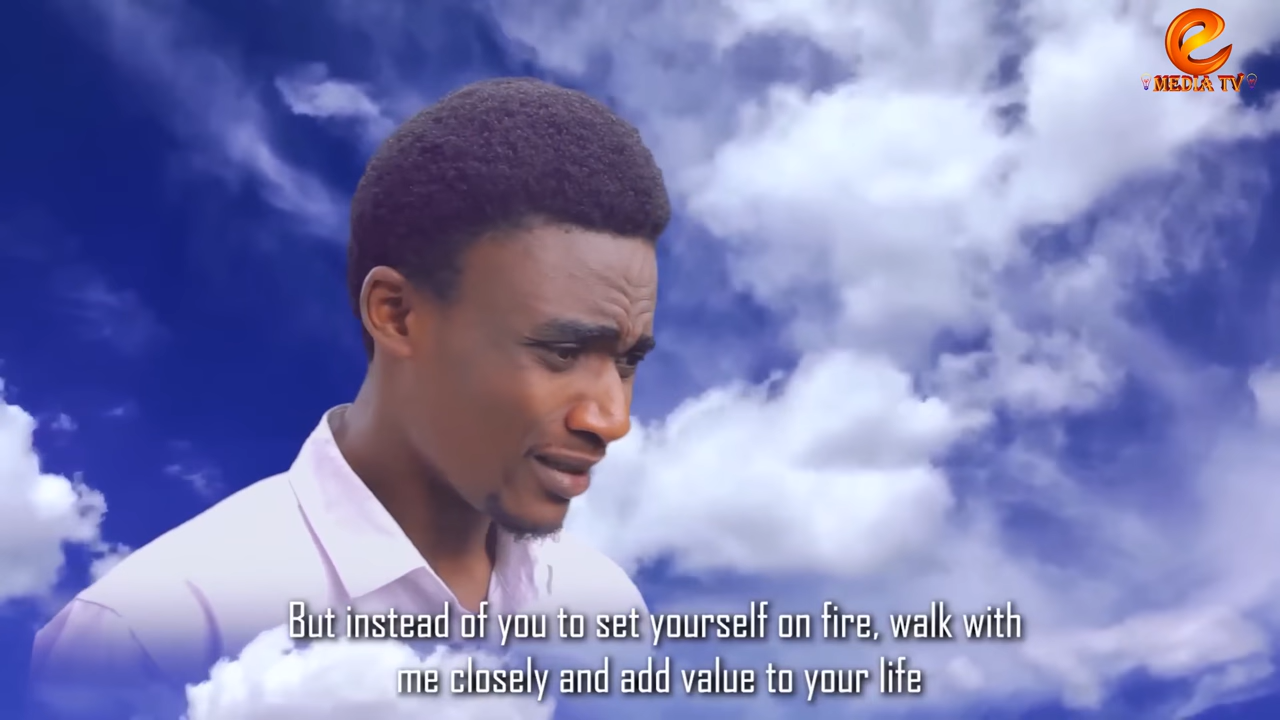 e
MEDIA TV
But instead of you to set yourself on fire, walk with
me closely and add value to your life